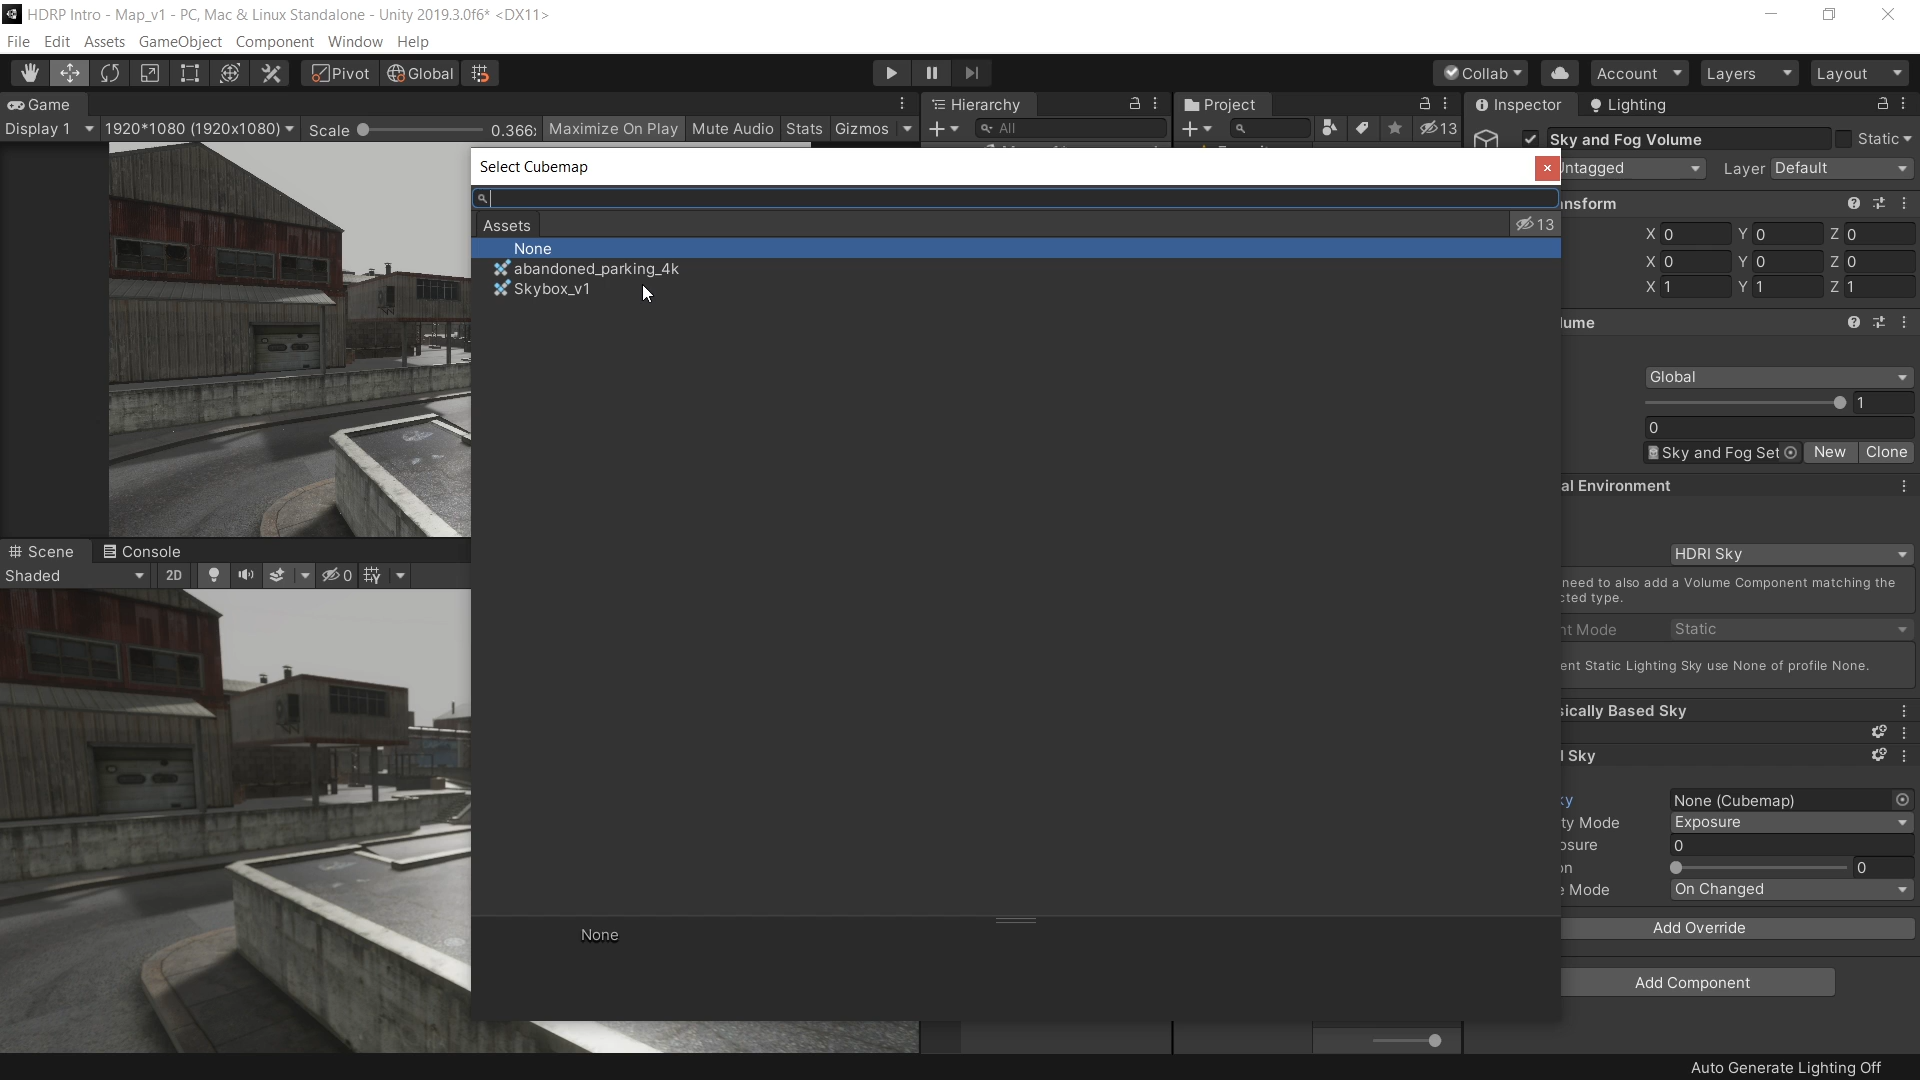 HDRP Intro - Map_v1 - PC, Mac & Linux Standalone - Unity 2019.3.0f6* <DX11>
File Edit Assets GameObject Component Window Help
Pivot Global Collab Account Layers Layout
Game Hierarchy Project Inspector Lighting
Display 1 1920*1080 (1920x1080) Scale 0.366 Maximize On Play Mute Audio Stats Gizmos All 13
Sky and Fog Volume Static
Select Cubemap
ntagged Layer Default
Assets 13
nsform
None
X 0 Y 0 Z 0
abandoned_parking_4k
X 0 Y 0 Z 0
Skybox_v1
X 1 Y 1 Z 1
lume
Global
1
0
Sky and Fog Set New Clone
al Environment
Scene Console
HDRI Sky
Shaded 2D 0
need to also add a Volume Component matching the
cted type.
nt Mode Static
ent Static Lighting Sky use None of profile None.
sically Based Sky
l Sky
ky None (Cubemap)
ty Mode Exposure
osure 0
on 0
e Mode On Changed
Add Override
None
Add Component
Auto Generate Lighting Off